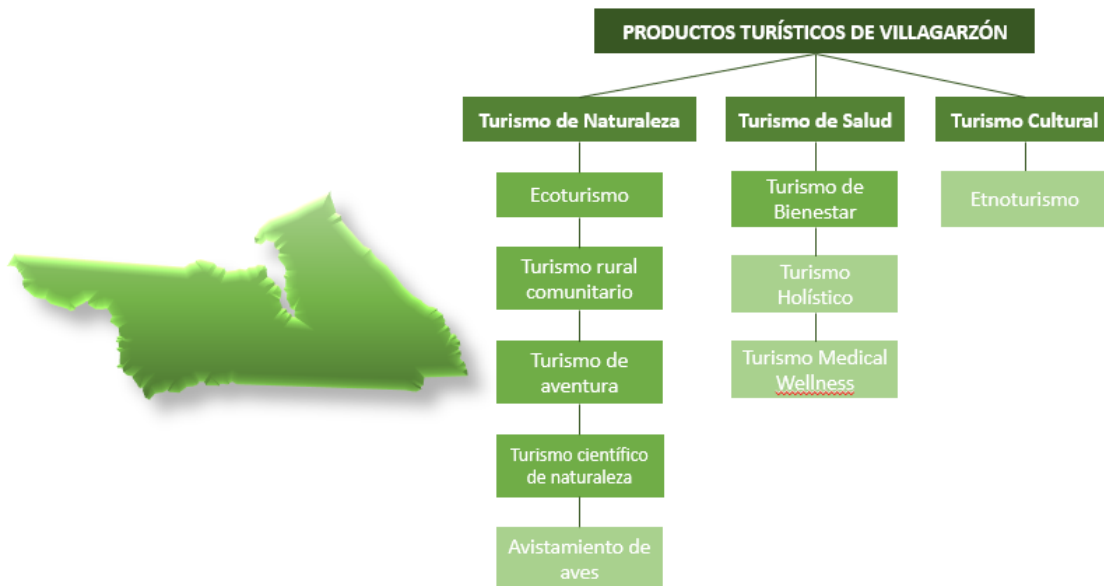 PRODUCTOS TURÍSTICOS DE VILLAGARZÓN
Turismo de Naturaleza
Ecoturismo
Turismo rural
comunitario
Turismo de
aventura
Turismo científico
de naturaleza
Avistamiento de
aves
Turismo de Salud
Turismo de
Bienestar
Turismo
Holístico
Turismo Medical
Wellness
Turismo Cultural
Etnoturismo